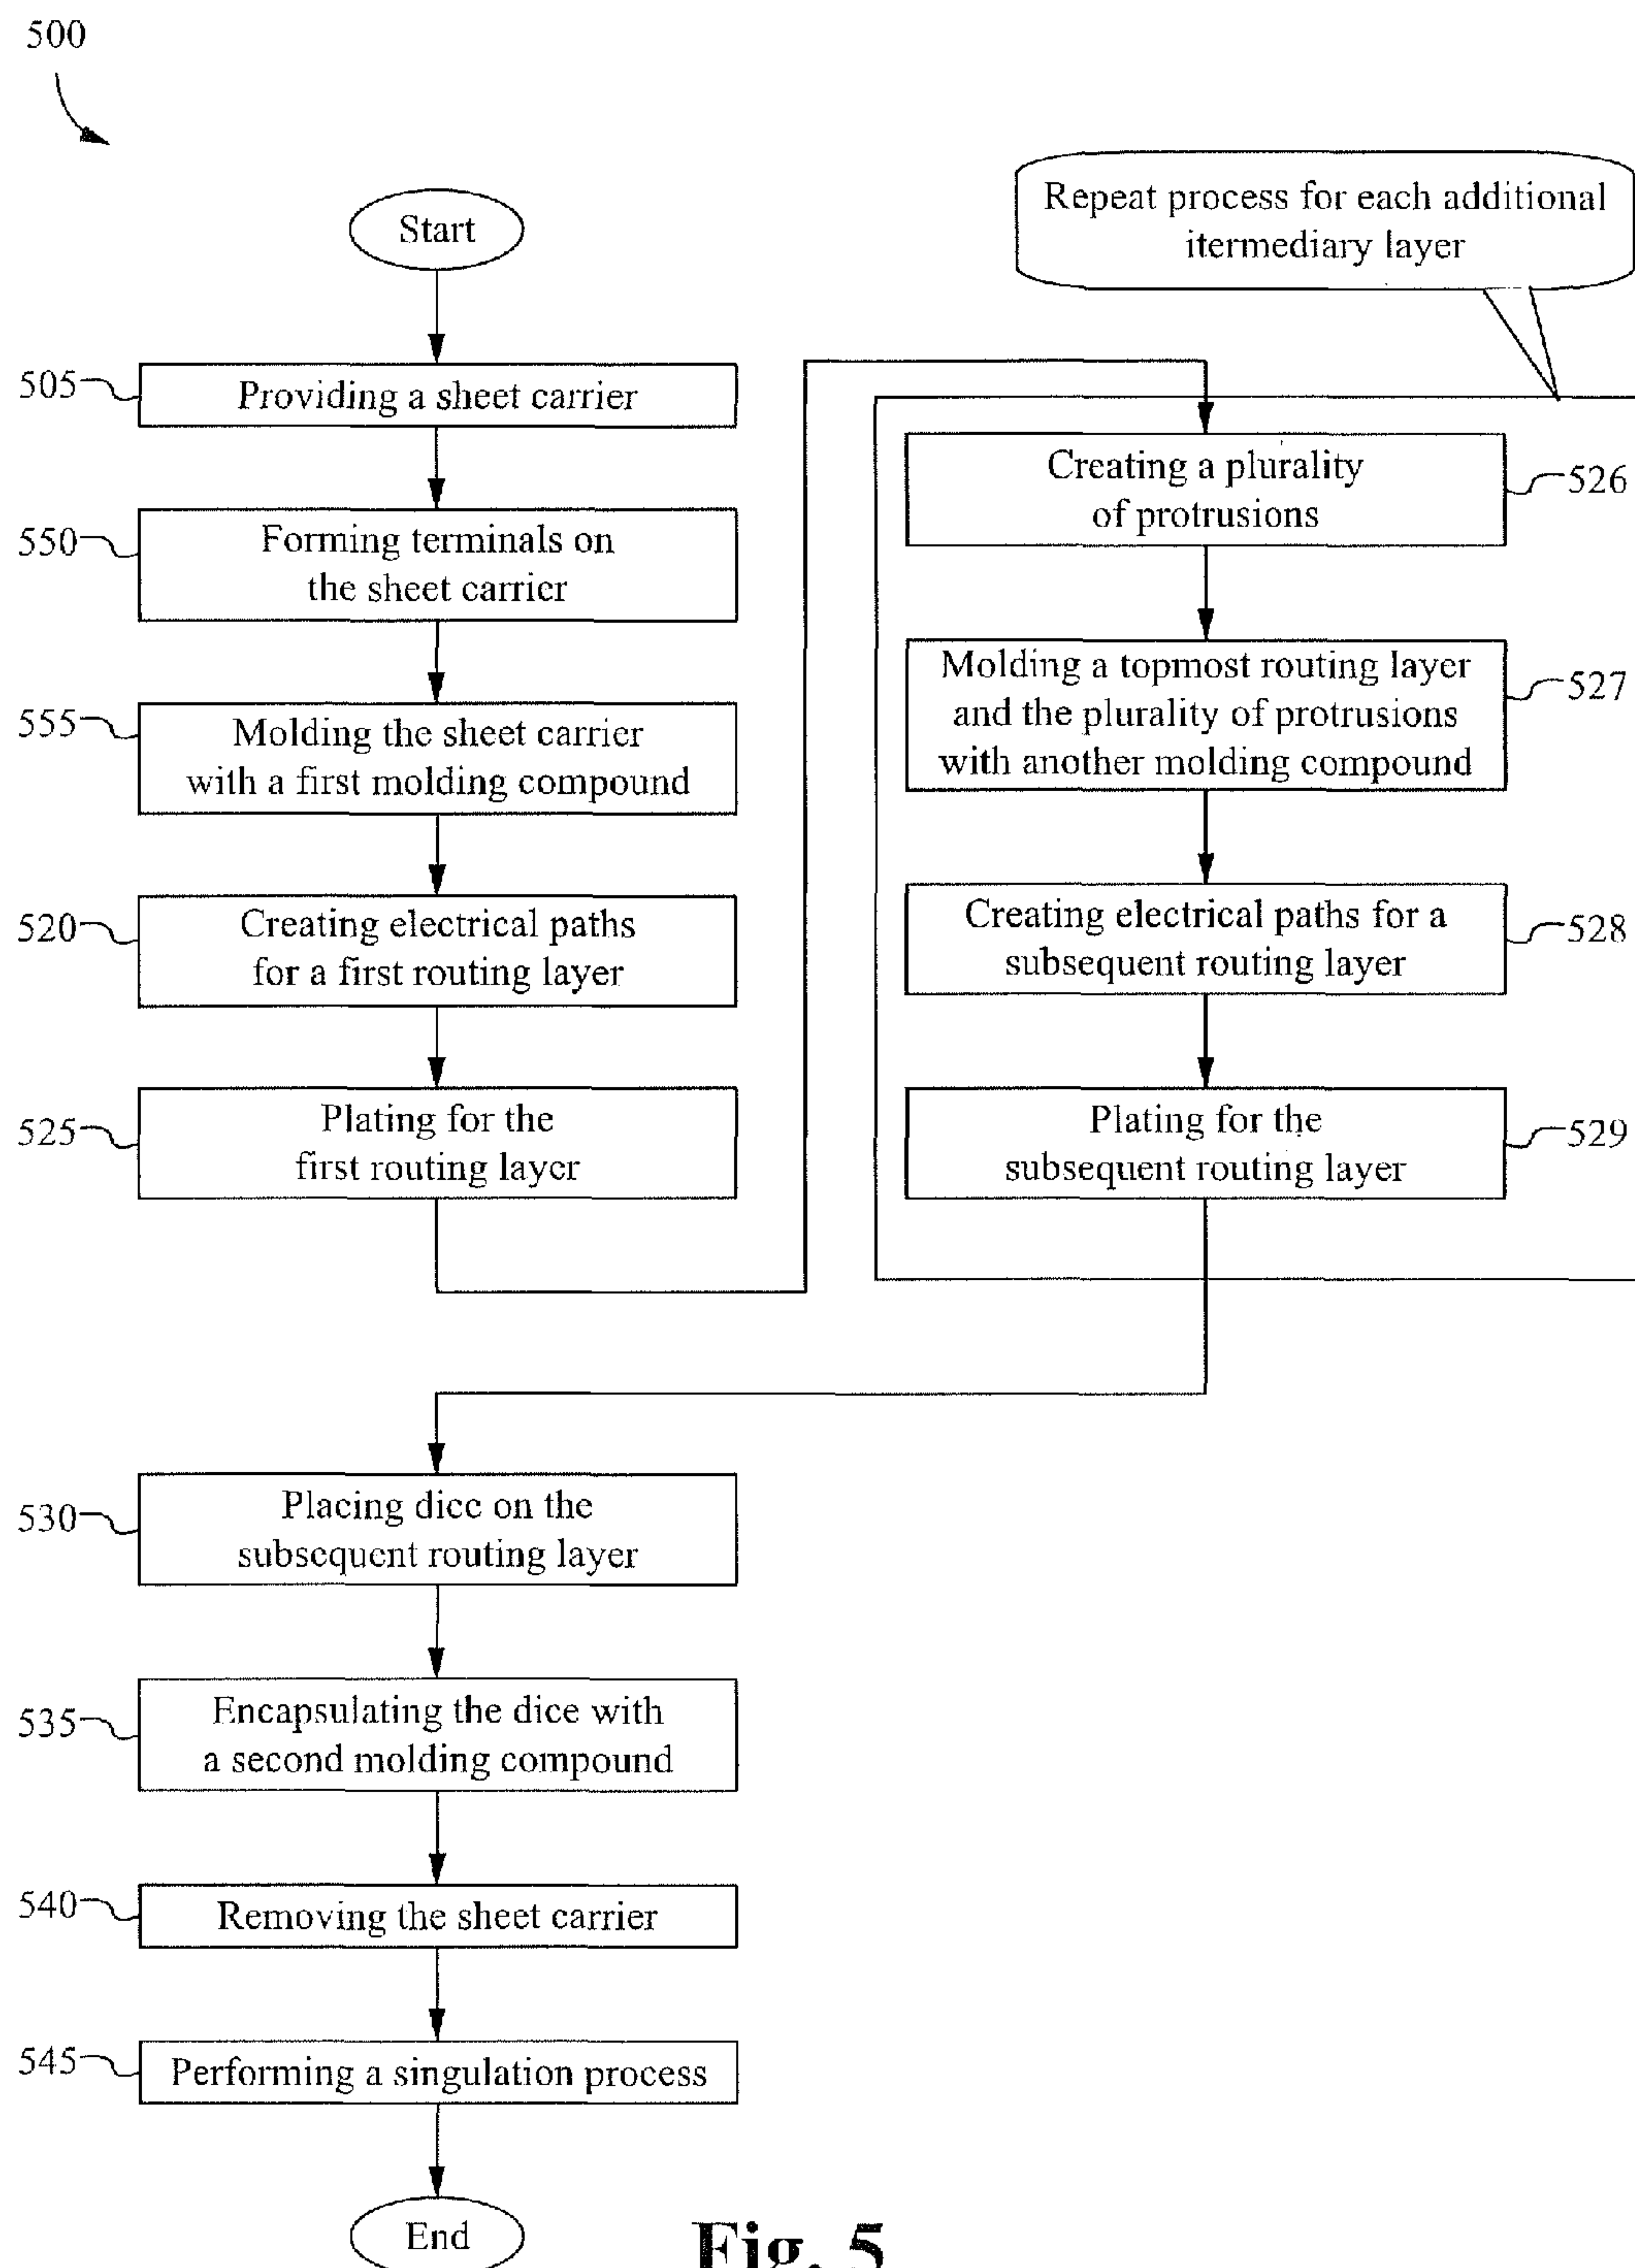 500
Start
505
Providing a sheet carrier
550
Forming terminals on
the sheet carrier
555
Molding the sheet carrier
with a first molding compound
520
Creating electrical paths
for a first routing layer
525
Plating for the
first routing layer
Repeat process for each additional
itermediary layer
Creating a plurality
of protrusions
526
Molding a topmost routing layer
and the plurality of protrusions
with another molding compound
527
Creating electrical paths for a
subsequent routing layer
528
Plating for the
subsequent routing layer
529
530
Placing dice on the
subsequent routing layer
535
Encapsulating the dice with
a second molding compound
540
Removing the sheet carrier
545
Performing a singulation process
End
Fig. 5